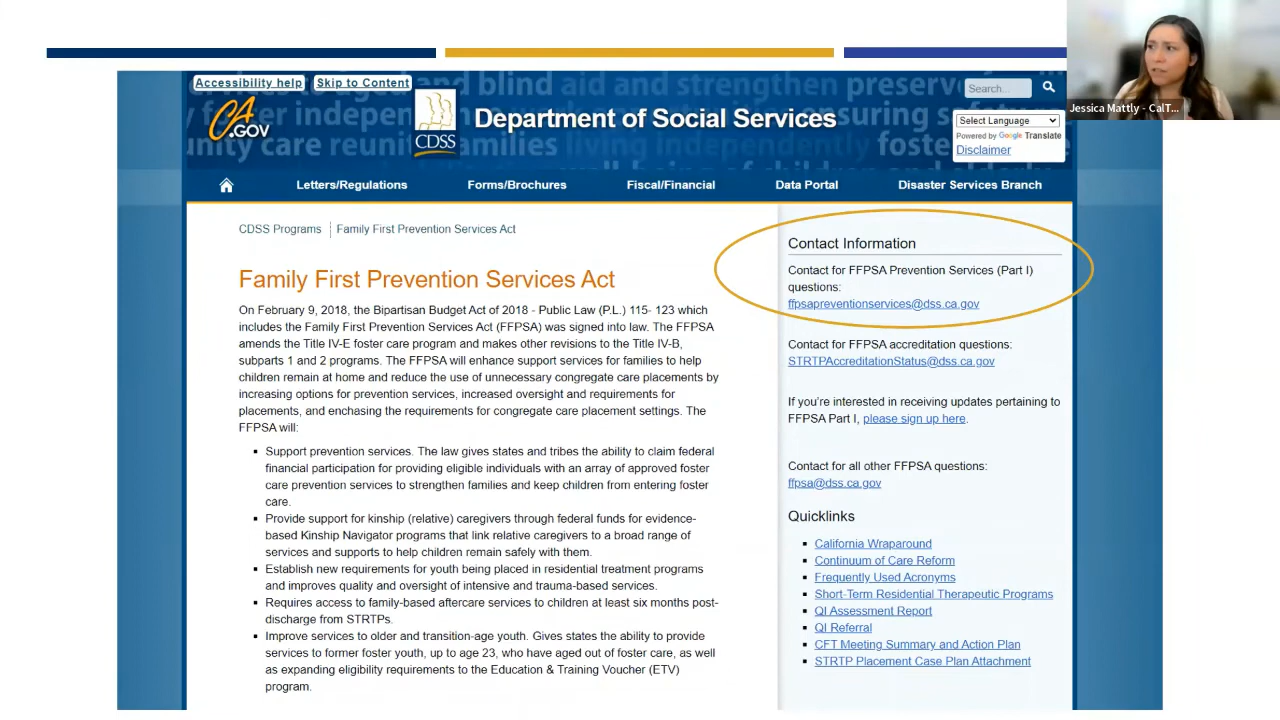 Accessibility help Skip to Content
CA
.GOV
CDSS
Department of Social Services
Search...
Select Language
Powered by Google Translate
Disclaimer
Jessica Mattly - CalT...
Letters/Regulations Forms/Brochures Fiscal/Financial Data Portal Disaster Services Branch
CDSS Programs Family First Prevention Services Act
Family First Prevention Services Act
On February 9, 2018, the Bipartisan Budget Act of 2018 - Public Law (P.L.) 115- 123 which
includes the Family First Prevention Services Act (FFPSA) was signed into law. The FFPSA
amends the Title IV-E foster care program and makes other revisions to the Title IV-B,
subparts 1 and 2 programs. The FFPSA will enhance support services for families to help
children remain at home and reduce the use of unnecessary congregate care placements by
increasing options for prevention services, increased oversight and requirements for
placements, and enchasing the requirements for congregate care placement settings. The
FFPSA will:
Support prevention services. The law gives states and tribes the ability to claim federal
financial participation for providing eligible individuals with an array of approved foster
care prevention services to strengthen families and keep children from entering foster
care.
Provide support for kinship (relative) caregivers through federal funds for evidence-
based Kinship Navigator programs that link relative caregivers to a broad range of
services and supports to help children remain safely with them.
Establish new requirements for youth being placed in residential treatment programs
and improves quality and oversight of intensive and trauma-based services.
Requires access to family-based aftercare services to children at least six months post-
discharge from STRTPs.
Improve services to older and transition-age youth. Gives states the ability to provide
services to former foster youth, up to age 23, who have aged out of foster care, as well
as expanding eligibility requirements to the Education & Training Voucher (ETV)
program.
Contact Information
Contact for FFPSA Prevention Services (Part I)
questions:
ffpsapreventionservices@dss.ca.gov
Contact for FFPSA accreditation questions:
STRTPAccreditationStatus@dss.ca.gov
If you're interested in receiving updates pertaining to
FFPSA Part I, please sign up here.
Contact for all other FFPSA questions:
ffpsa@dss.ca.gov
Quicklinks
California Wraparound
Continuum of Care Reform
Frequently Used Acronyms
Short-Term Residential Therapeutic Programs
QI Assessment Report
QI Referral
CFT Meeting Summary and Action Plan
STRTP Placement Case Plan Attachment